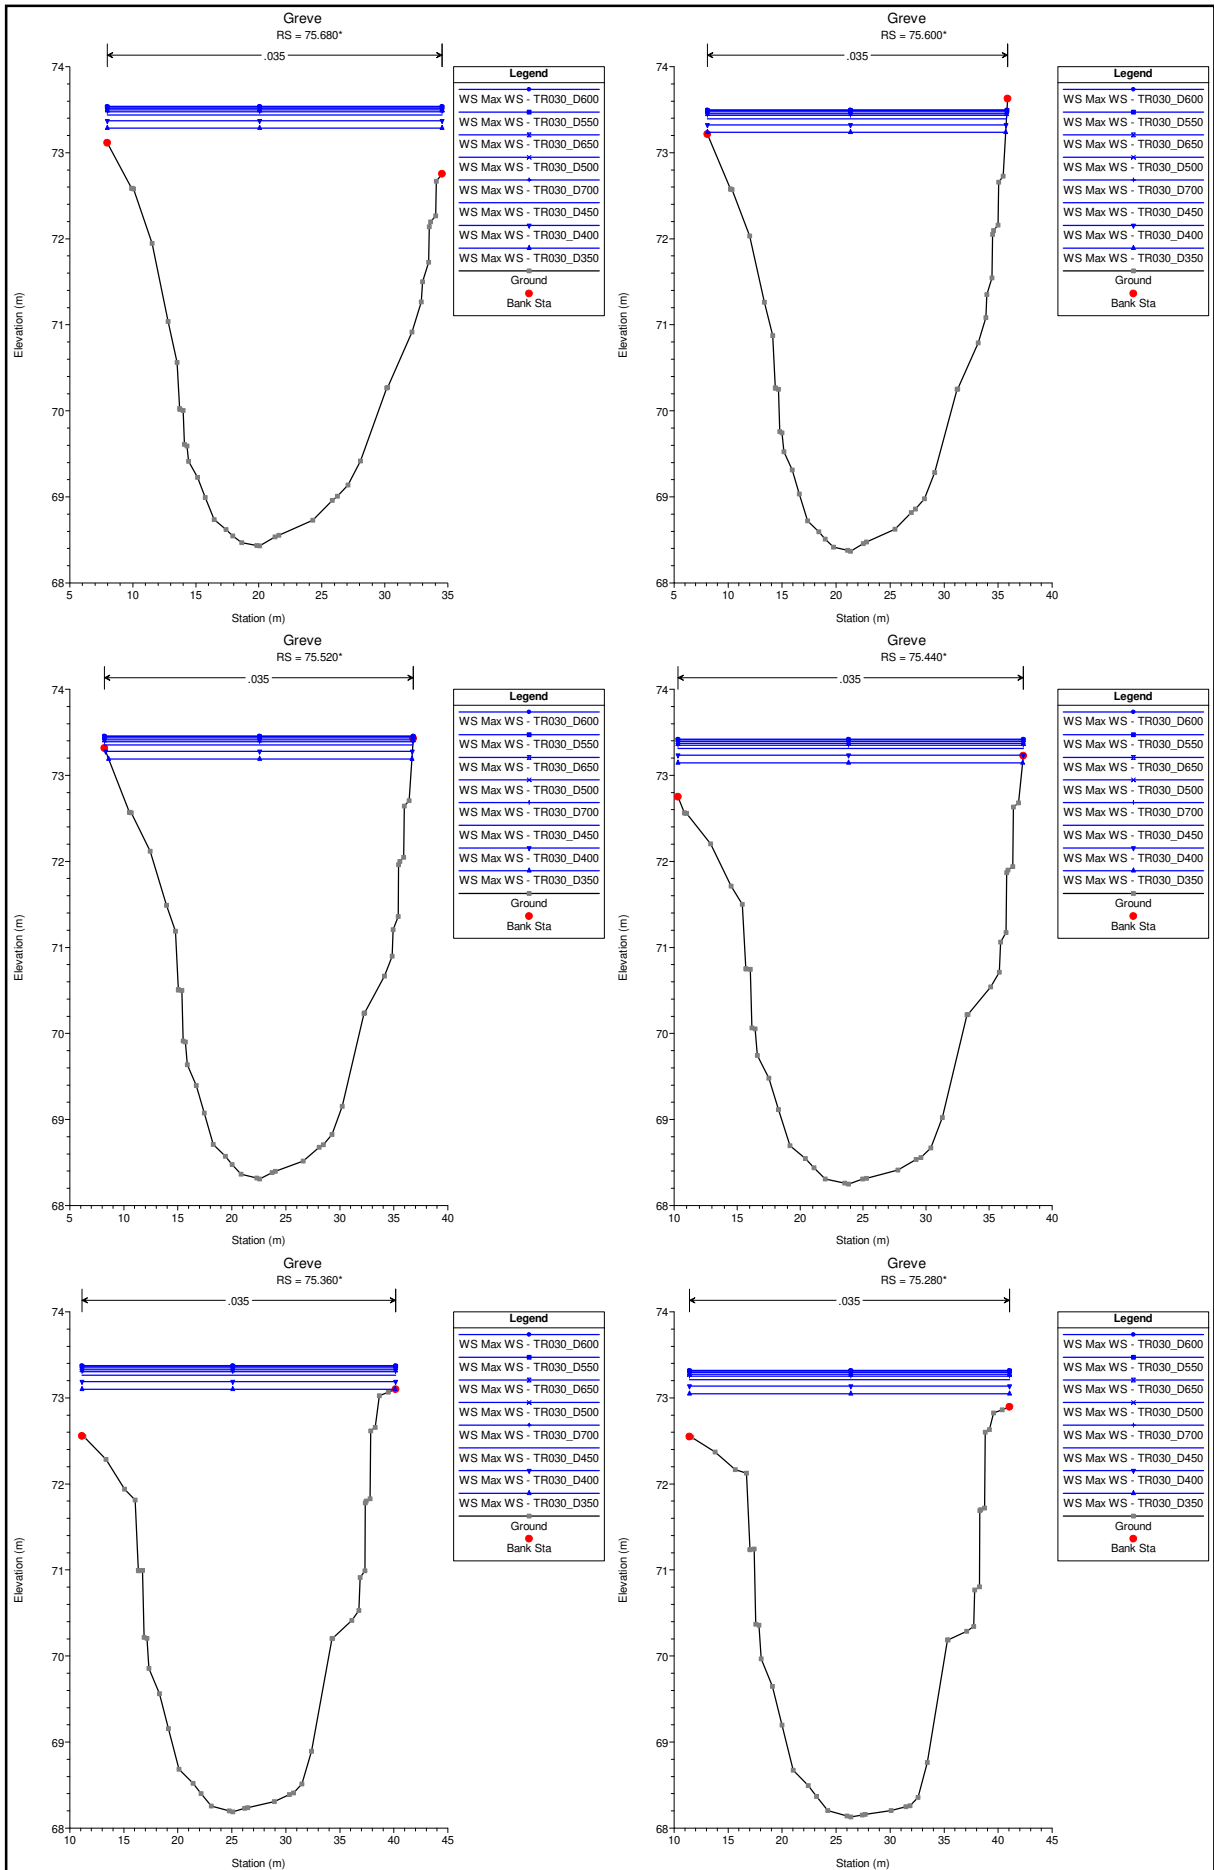 Greve
RS = 75.680*
.035
74
73
72
71
70
69
68
5
10
15
20
25
30
35
Elevation (m)
Station (m)
Legend
WS Max WS - TR030_D600
WS Max WS - TR030_D550
WS Max WS - TR030_D650
WS Max WS - TR030_D500
WS Max WS - TR030_D700
WS Max WS - TR030_D450
WS Max WS - TR030_D400
WS Max WS - TR030_D350
Ground
Bank Sta
Greve
RS = 75.600*
.035
74
73
72
71
70
69
68
5
10
15
20
25
30
35
40
Elevation (m)
Station (m)
Legend
WS Max WS - TR030_D600
WS Max WS - TR030_D550
WS Max WS - TR030_D650
WS Max WS - TR030_D500
WS Max WS - TR030_D700
WS Max WS - TR030_D450
WS Max WS - TR030_D400
WS Max WS - TR030_D350
Ground
Bank Sta
Greve
RS = 75.520*
.035
74
73
72
71
70
69
68
5
10
15
20
25
30
35
40
Elevation (m)
Station (m)
Legend
WS Max WS - TR030_D600
WS Max WS - TR030_D550
WS Max WS - TR030_D650
WS Max WS - TR030_D500
WS Max WS - TR030_D700
WS Max WS - TR030_D450
WS Max WS - TR030_D400
WS Max WS - TR030_D350
Ground
Bank Sta
Greve
RS = 75.440*
.035
74
73
72
71
70
69
68
10
15
20
25
30
35
40
Elevation (m)
Station (m)
Legend
WS Max WS - TR030_D600
WS Max WS - TR030_D550
WS Max WS - TR030_D650
WS Max WS - TR030_D500
WS Max WS - TR030_D700
WS Max WS - TR030_D450
WS Max WS - TR030_D400
WS Max WS - TR030_D350
Ground
Bank Sta
Greve
RS = 75.360*
.035
74
73
72
71
70
69
68
10
15
20
25
30
35
40
45
Elevation (m)
Station (m)
Legend
WS Max WS - TR030_D600
WS Max WS - TR030_D550
WS Max WS - TR030_D650
WS Max WS - TR030_D500
WS Max WS - TR030_D700
WS Max WS - TR030_D450
WS Max WS - TR030_D400
WS Max WS - TR030_D350
Ground
Bank Sta
Greve
RS = 75.280*
.035
74
73
72
71
70
69
68
10
15
20
25
30
35
40
45
Elevation (m)
Station (m)
Legend
WS Max WS - TR030_D600
WS Max WS - TR030_D550
WS Max WS - TR030_D650
WS Max WS - TR030_D500
WS Max WS - TR030_D700
WS Max WS - TR030_D450
WS Max WS - TR030_D400
WS Max WS - TR030_D350
Ground
Bank Sta